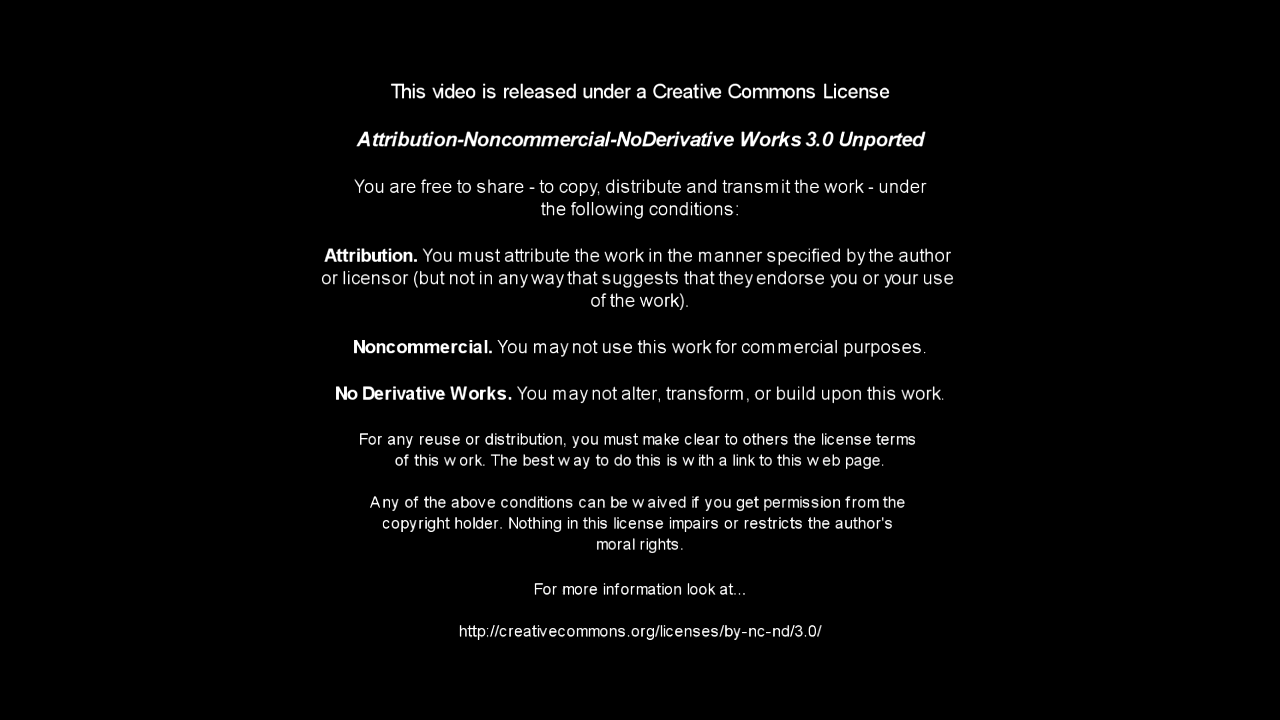 This video is released under a Creative Commons License
Attribution-Noncommercial-NoDerivative Works 3.0 Unported
You are free to share - to copy, distribute and transmit the work - under
the following conditions:
Attribution. You must attribute the work in the manner specified by the author
or licensor (but not in any way that suggests that they endorse you or your use
of the work).
Noncommercial. You may not use this work for commercial purposes.
No Derivative Works. You may not alter, transform, or build upon this work.
For any reuse or distribution, you must make clear to others the license terms
of this work. The best way to do this is with a link to this web page.
Any of the above conditions can be waived if you get permission from the
copyright holder. Nothing in this license impairs or restricts the author's
moral rights.
For more information look at...
http://creativecommons.org/licenses/by-nc-nd/3.0/